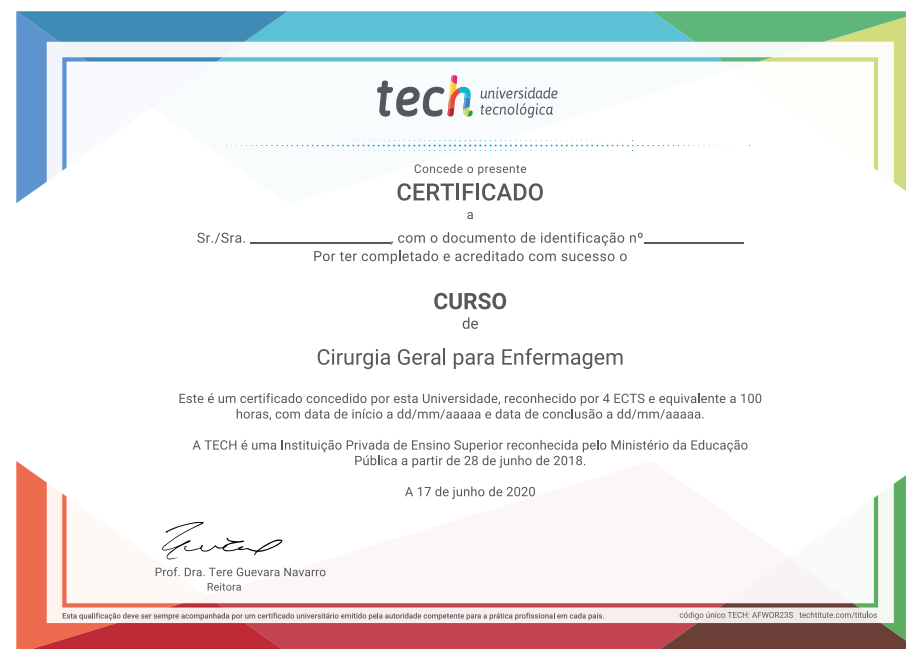 tech universidade
tecnológica
Concede o presente
CERTIFICADO
a
Sr./Sra. ____________________, com o documento de identificação nº______________
Por ter completado e acreditado com sucesso o
CURSO
de
Cirurgia Geral para Enfermagem
Este é um certificado concedido por esta Universidade, reconhecido por 4 ECTS e equivalente a 100
horas, com data de início a dd/mm/aaaaa e data de conclusão a dd/mm/aaaaa.
A TECH é uma Instituição Privada de Ensino Superior reconhecida pelo Ministério da Educação
Pública a partir de 28 de junho de 2018.
A 17 de junho de 2020
Prof. Dra. Tere Guevara Navarro
Reitora
Esta qualificação deve ser sempre acompanhada por um certificado universitário emitido pela autoridade competente para a prática profissional em cada país.
código único TECH: AFWOR23S techtitute.com/titulos